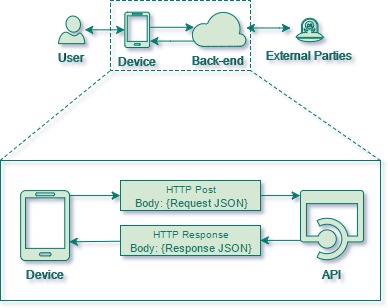 User
Device
Back-end
External Parties
HTTP Post
Body: {Request JSON}
HTTP Response
Body: {Response JSON}
Device
API